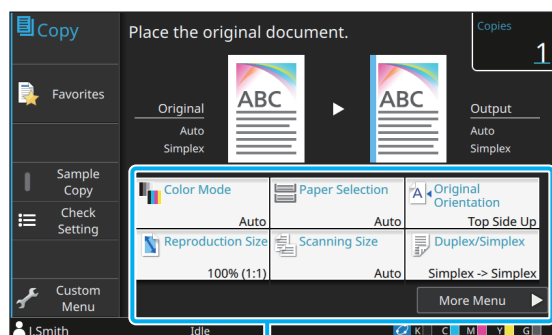 Copy
Place the original document.
Copies
1
Favorites
Original
Auto
Simplex
ABC
ABC
Output
Auto
Simplex
Sample
Copy
Check
Setting
Custom
Menu
Color Mode
Auto
Paper Selection
Auto
Original
Orientation
Top Side Up
Reproduction Size
100% (1:1)
Scanning Size
Auto
Duplex/Simplex
Simplex -> Simplex
More Menu
J.Smith
Idle
K C M Y G